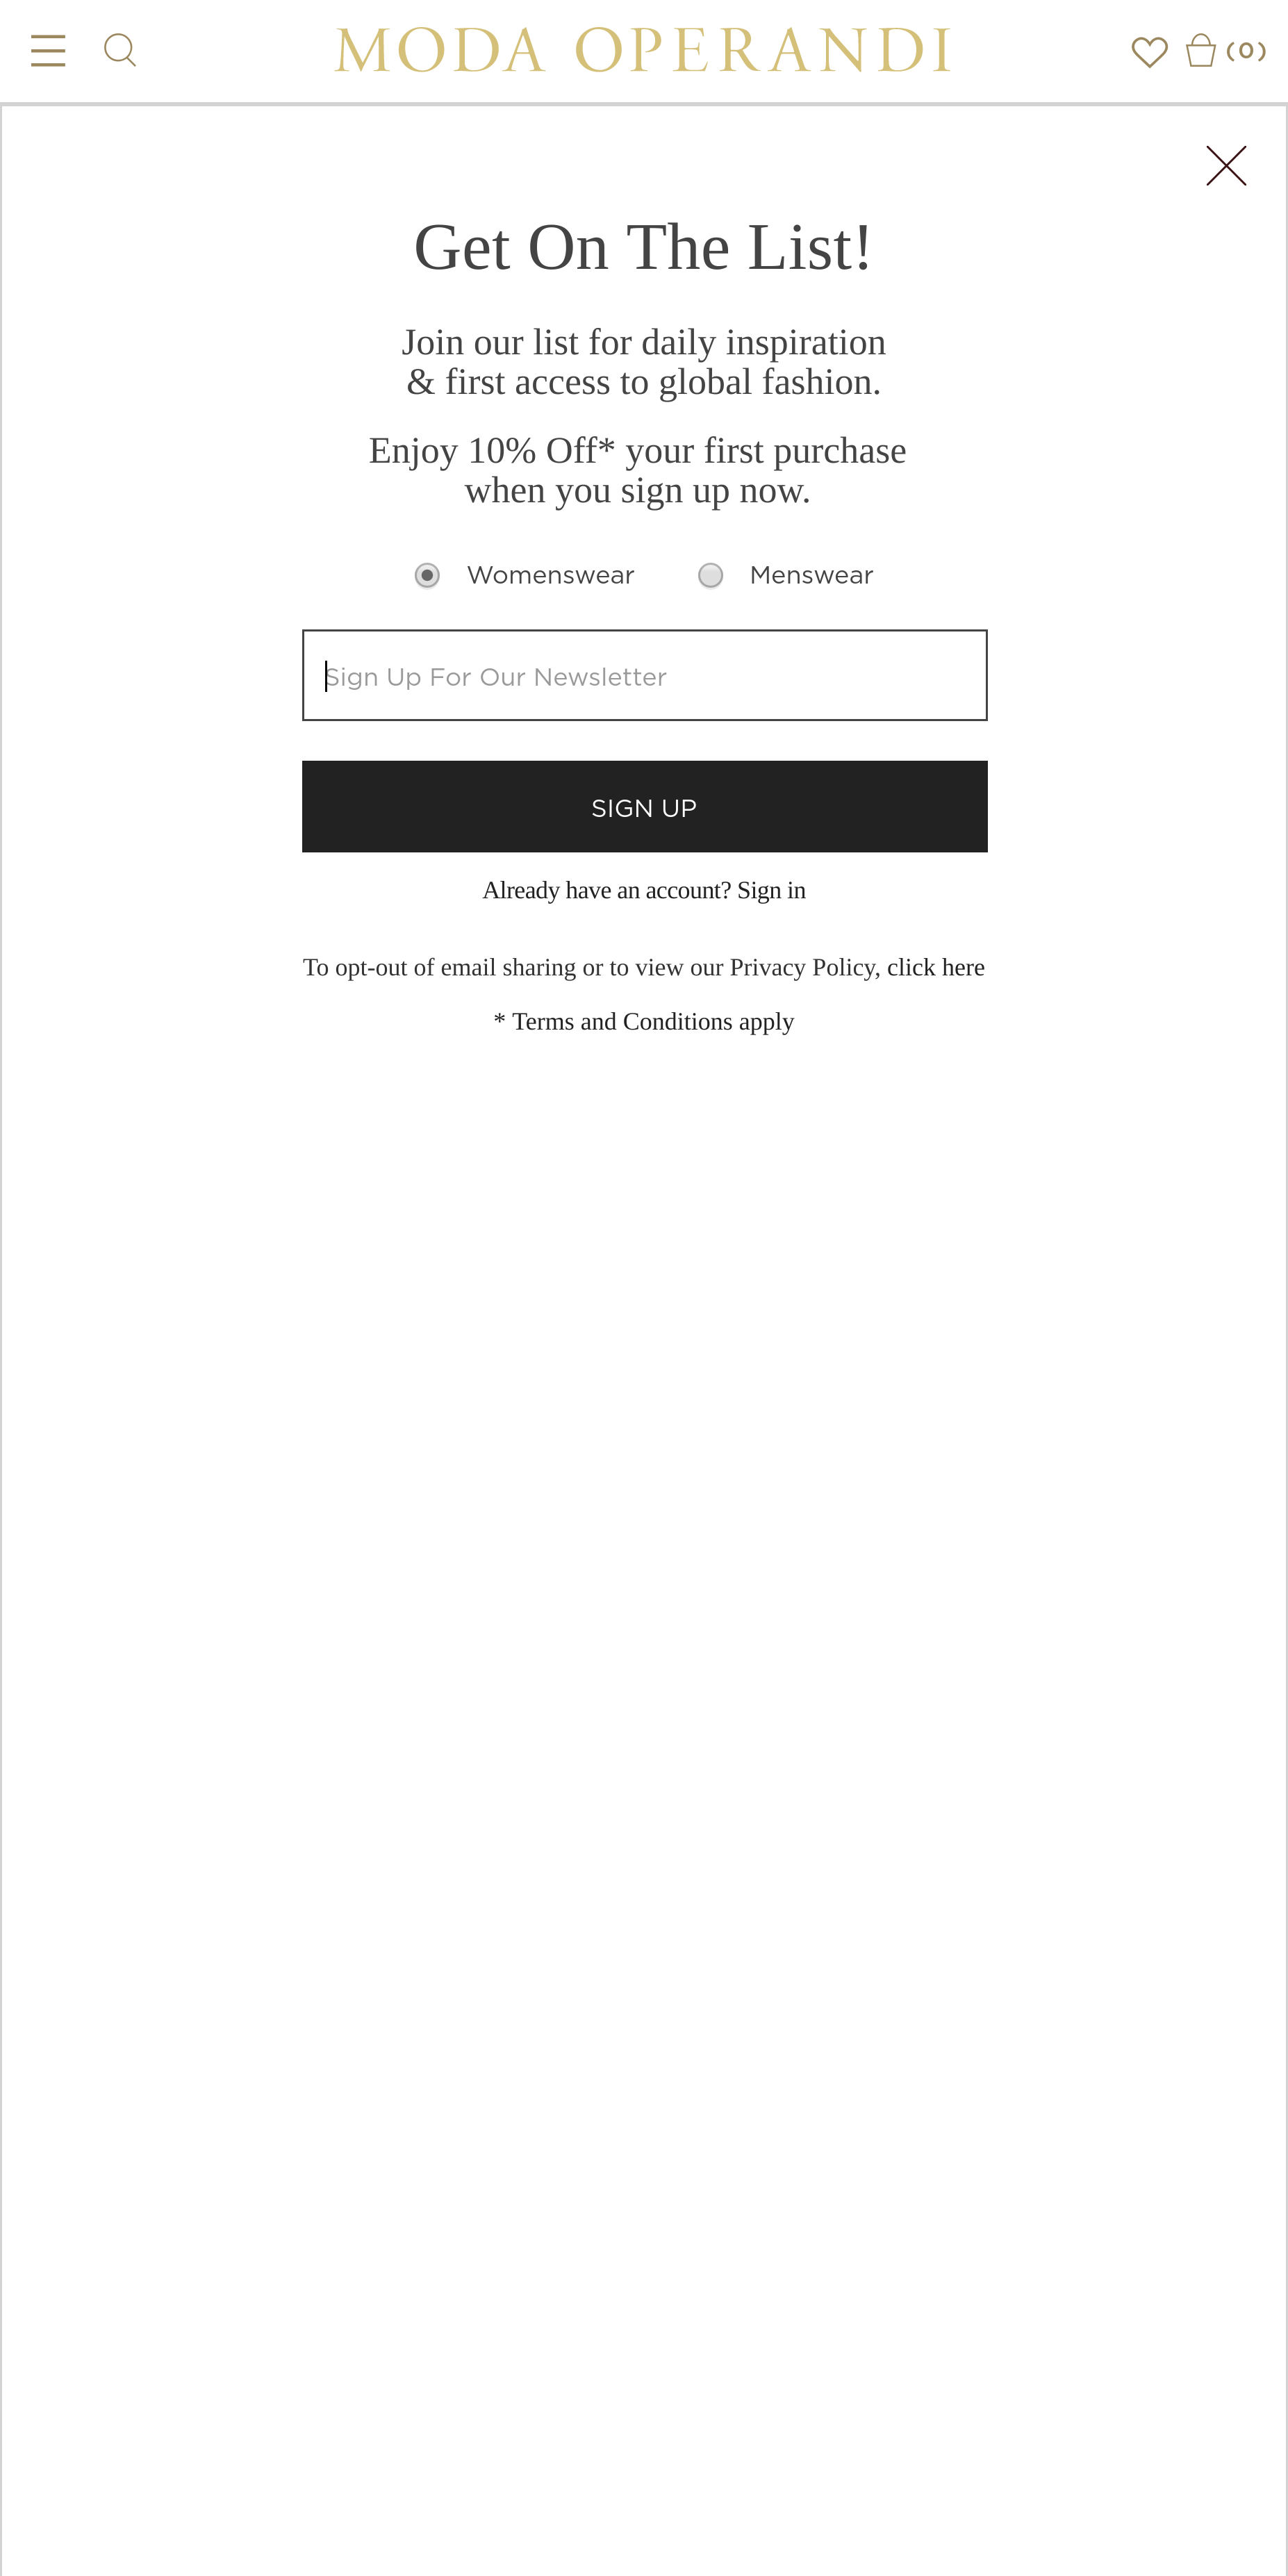 MODA OPERANDI
(0)
Get On The List!
Join our list for daily inspiration
& first access to global fashion.
Enjoy 10% Off* your first purchase
when you sign up now.
Womenswear Menswear
Sign Up For Our Newsletter
SIGN UP
Already have an account? Sign in
To opt-out of email sharing or to view our Privacy Policy, click here
* Terms and Conditions apply